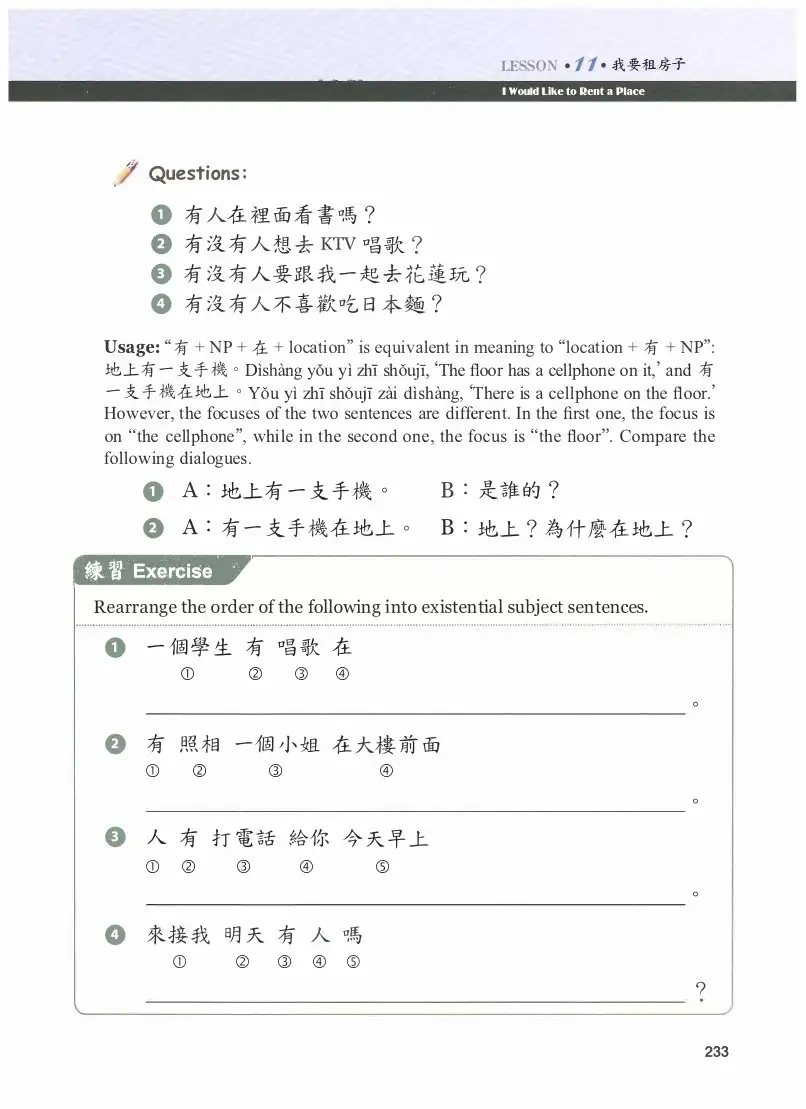 LESSON • 11 • 我要租房子
I Would Like to Rent a Place
Questions:
1 有人在裡面看書嗎？
2 有沒有人想去 KTV 唱歌？
3 有沒有人要跟我一起去花蓮玩？
4 有沒有人不喜歡吃日本麵？
Usage: “有 + NP + 在 + location” is equivalent in meaning to “location + 有 + NP”:
地上有一支手機。Dìshàng yǒu yì zhī shǒujī, ‘The floor has a cellphone on it,’ and 有
一支手機在地上。Yǒu yì zhī shǒujī zài dìshàng, ‘There is a cellphone on the floor.’
However, the focuses of the two sentences are different. In the first one, the focus is
on “the cellphone”, while in the second one, the focus is “the floor”. Compare the
following dialogues.
1 A：地上有一支手機。 B：是誰的？
2 A：有一支手機在地上。 B：地上？為什麼在地上？
練習 Exercise
Rearrange the order of the following into existential subject sentences.
1 一個學生 有 唱歌 在
① ② ③ ④
。
2 有 照相 一個小姐 在大樓前面
① ② ③ ④
。
3 人 有 打電話 給你 今天早上
① ② ③ ④ ⑤
。
4 來接我 明天 有 人 嗎
① ② ③ ④ ⑤
？
233